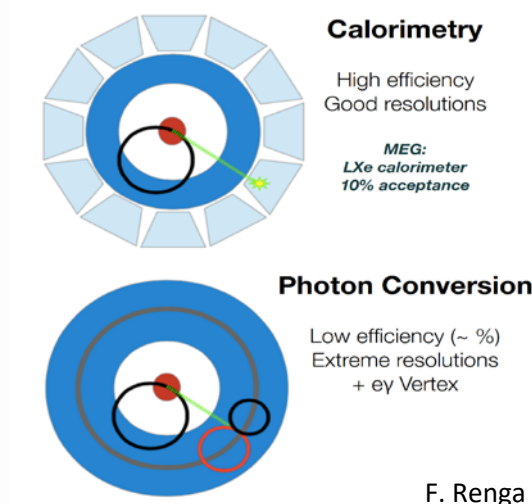 Calorimetry
High efficiency
Good resolutions
MEG:
LXe calorimeter
10% acceptance
Photon Conversion
Low efficiency (~ %)
Extreme resolutions
+ eγ Vertex
F. Renga